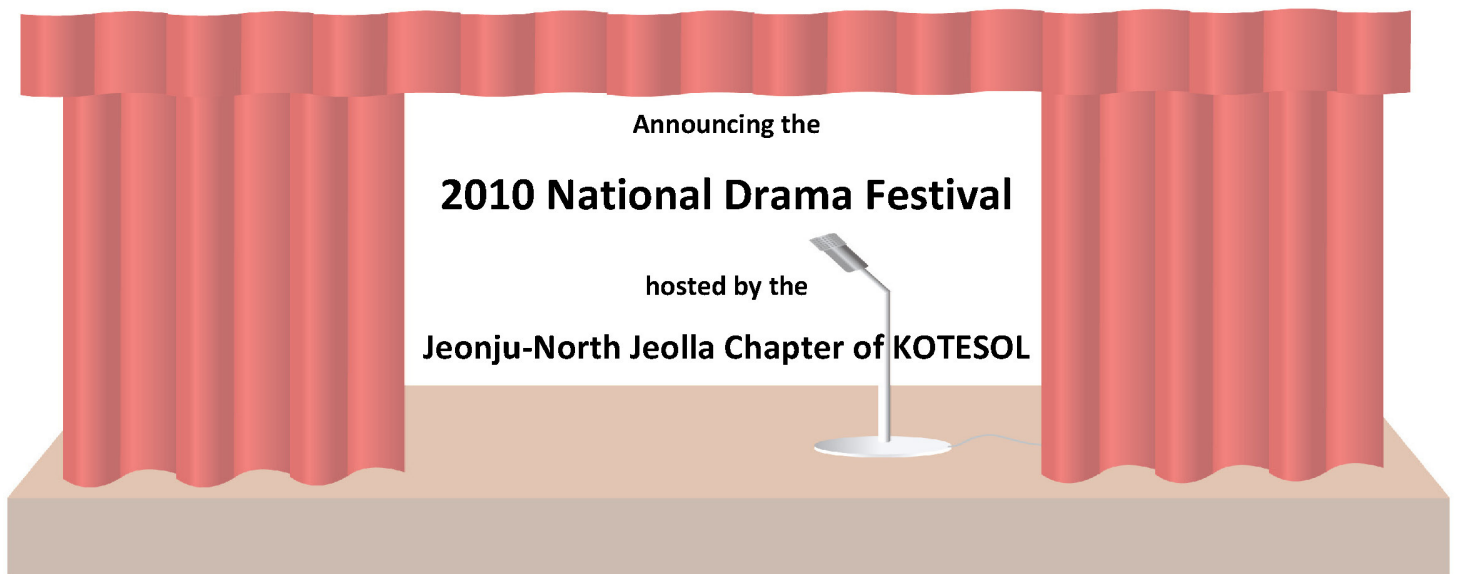 Announcing the
2010 National Drama Festival
hosted by the
Jeonju-North Jeolla Chapter of KOTESOL